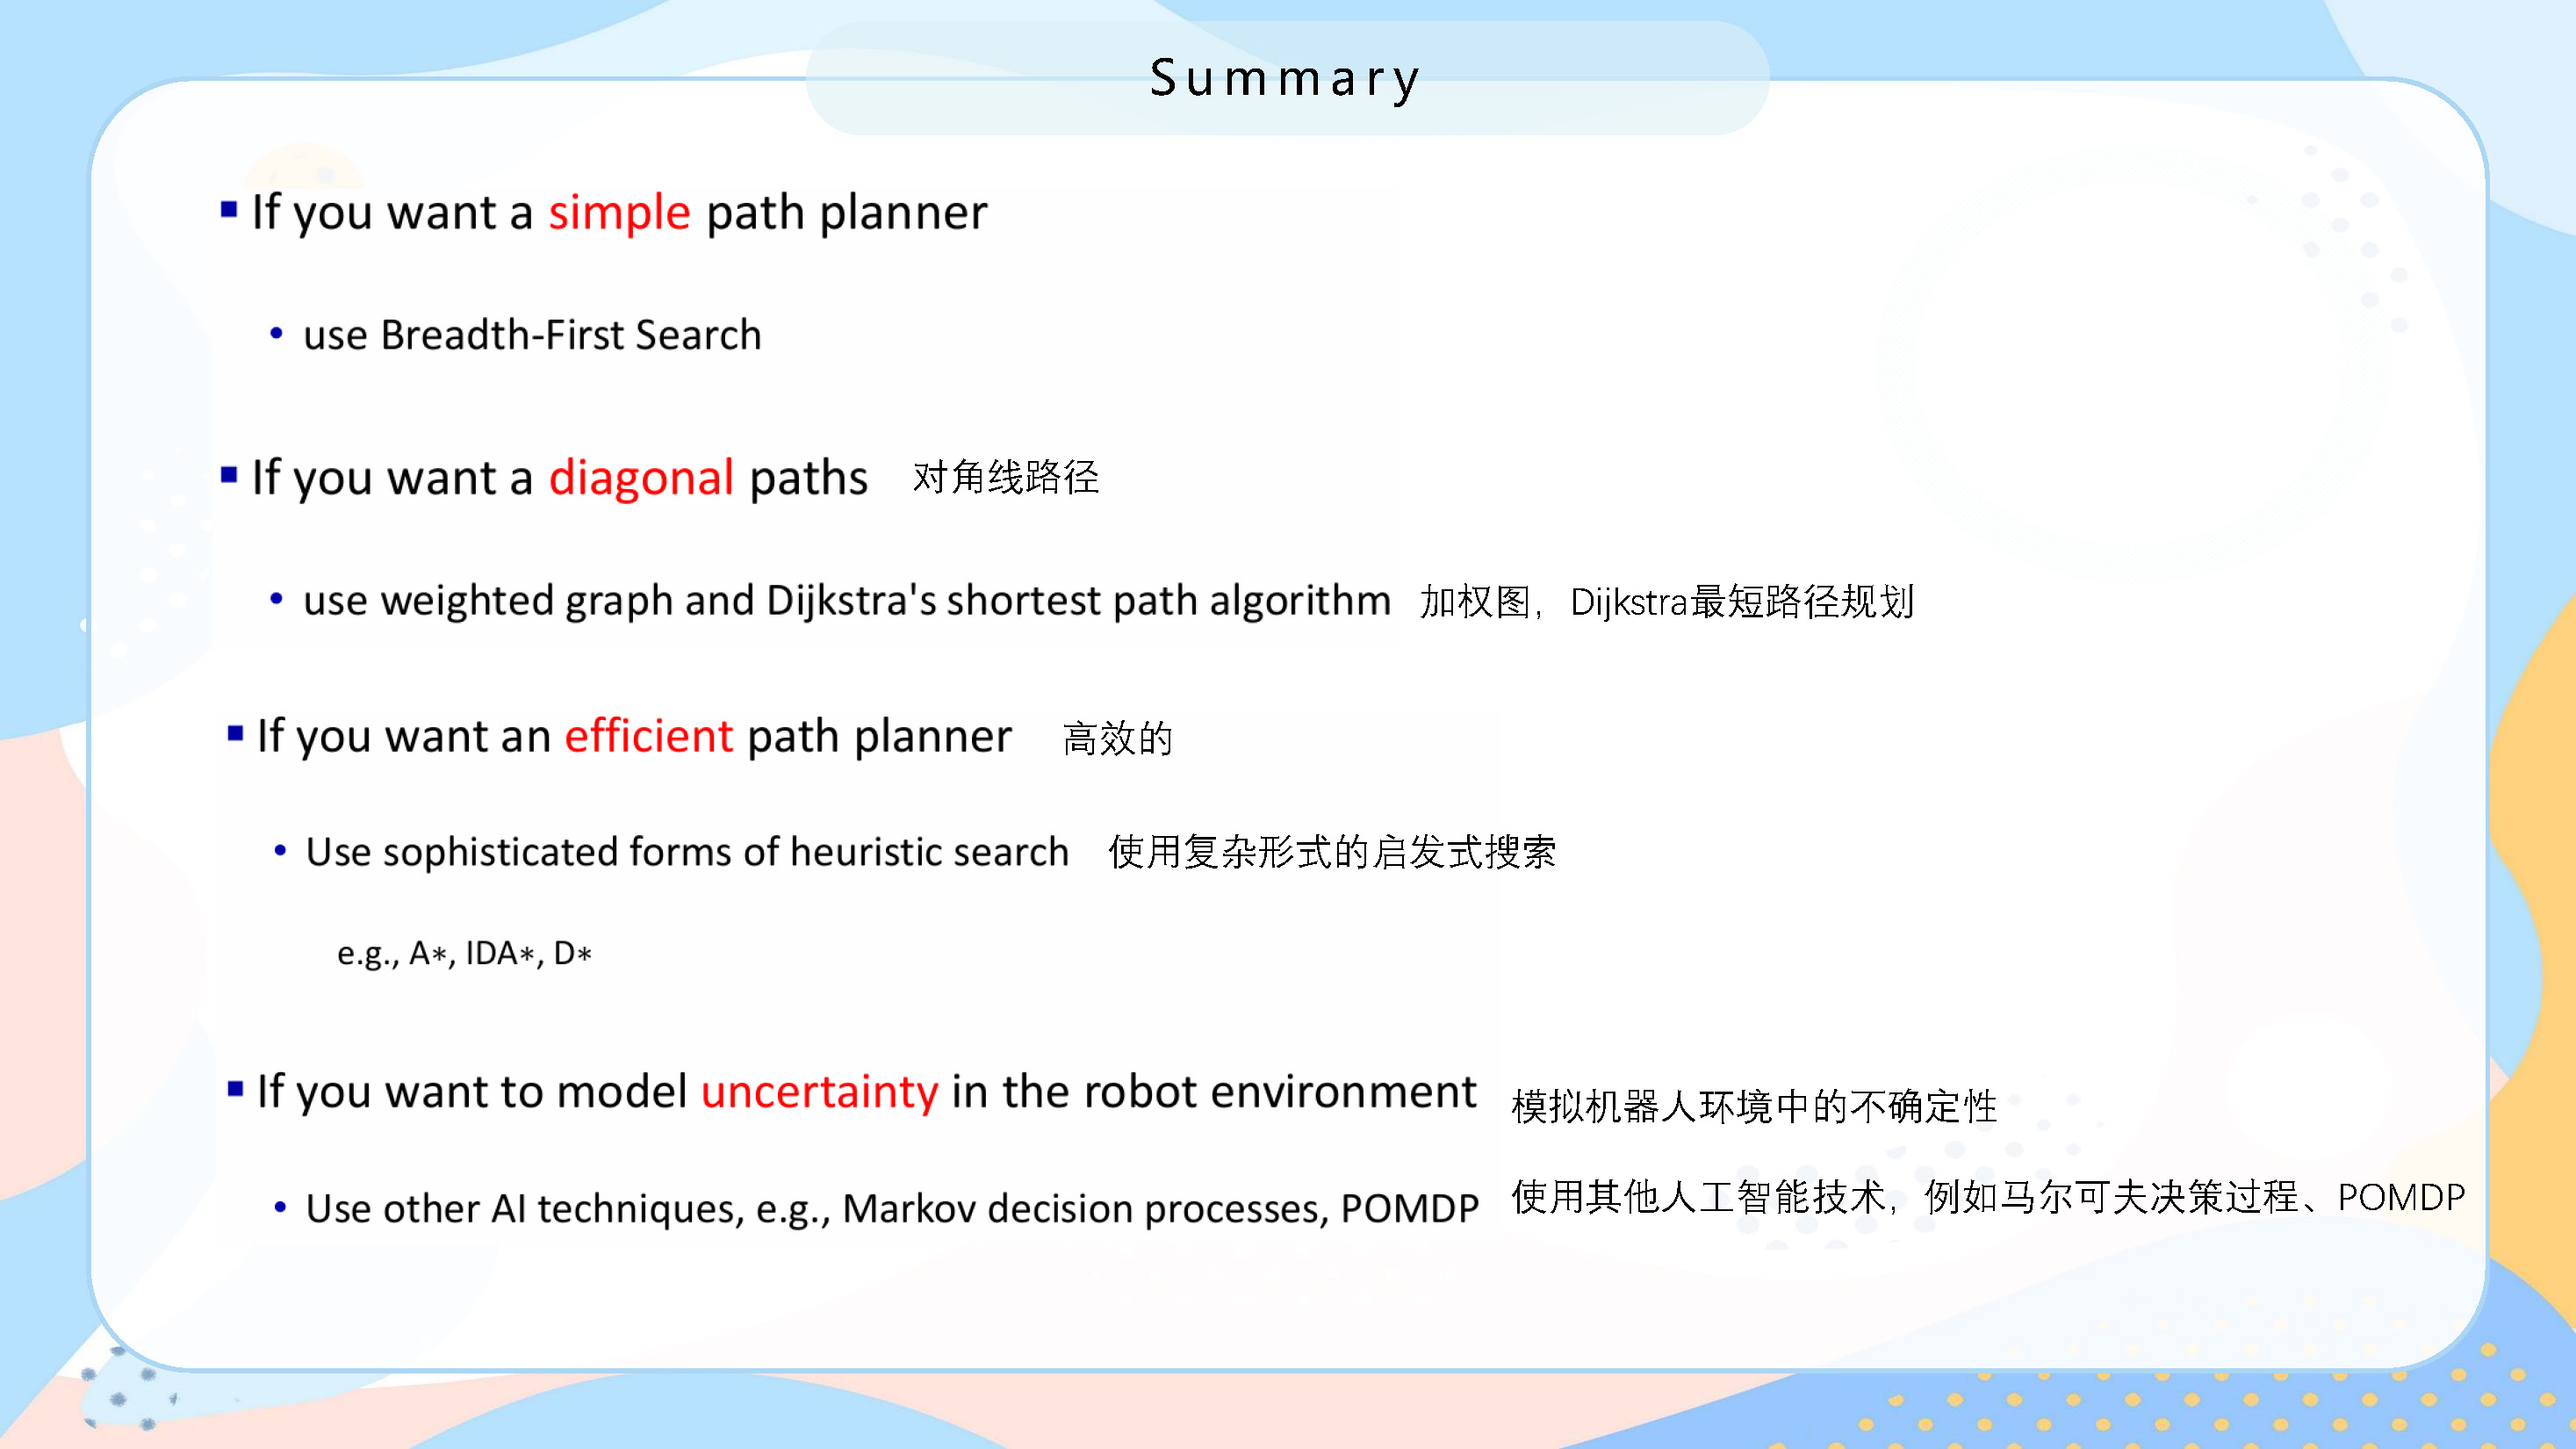 Summary
▪ If you want a simple path planner
• use Breadth-First Search
▪ If you want a diagonal paths 对角线路径
• use weighted graph and Dijkstra's shortest path algorithm 加权图，Dijkstra最短路径规划
▪ If you want an efficient path planner 高效的
• Use sophisticated forms of heuristic search 使用复杂形式的启发式搜索
e.g., A*, IDA*, D*
▪ If you want to model uncertainty in the robot environment 模拟机器人环境中的不确定性
• Use other AI techniques, e.g., Markov decision processes, POMDP 使用其他人工智能技术，例如马尔可夫决策过程、POMDP